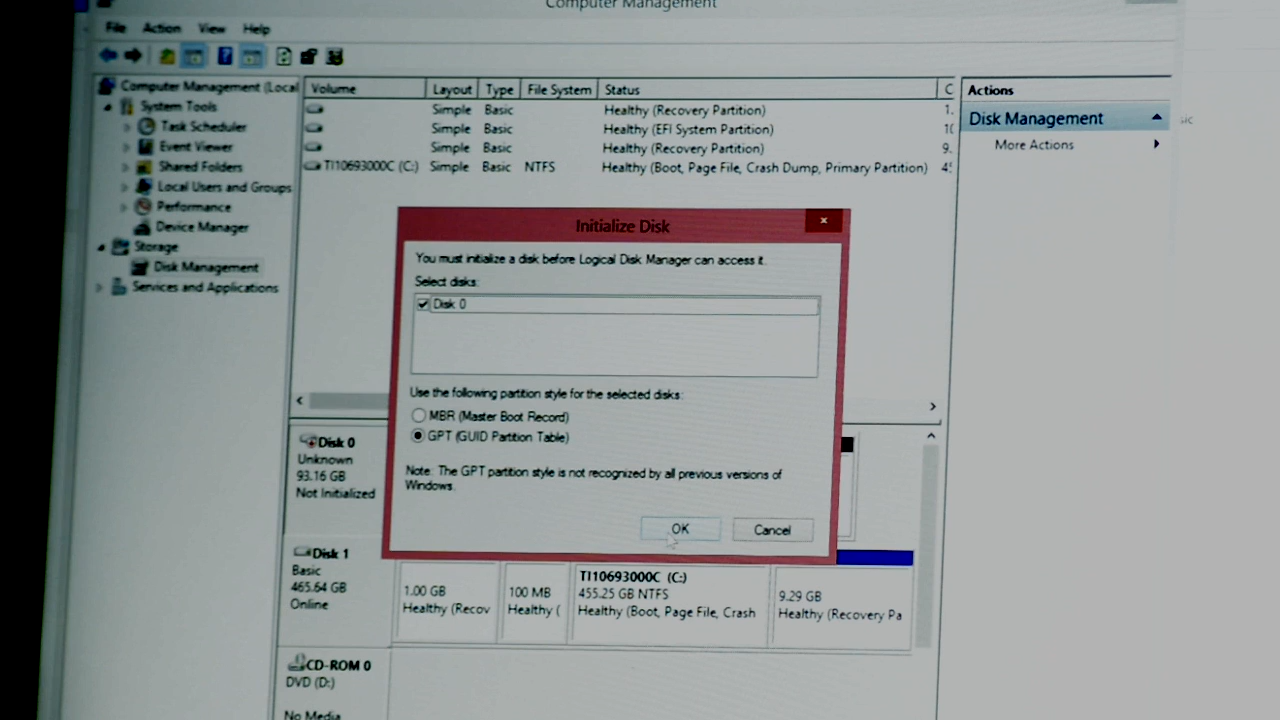 Computer Management
File Action View Help
Computer Management (Local
System Tools
Task Scheduler
Event Viewer
Shared Folders
Local Users and Groups
Performance
Device Manager
Storage
Disk Management
Services and Applications
Volume Layout Type File System Status C
Simple Basic Healthy (Recovery Partition) 1.
Simple Basic Healthy (EFI System Partition) 1(
Simple Basic Healthy (Recovery Partition) 9.
TI10693000C (C:) Simple Basic NTFS Healthy (Boot, Page File, Crash Dump, Primary Partition) 4
Actions
Disk Management
More Actions
Initialize Disk
You must initialize a disk before Logical Disk Manager can access it.
Select disks:
Disk 0
Use the following partition style for the selected disks:
MBR (Master Boot Record)
GPT (GUID Partition Table)
Note: The GPT partition style is not recognized by all previous versions of
Windows.
OK Cancel
Disk 0
Unknown
93.16 GB
Not Initialized
Disk 1
Basic
465.64 GB
Online
1.00 GB
Healthy (Recov
100 MB
Healthy (
TI10693000C (C:)
455.25 GB NTFS
Healthy (Boot, Page File, Crash
9.29 GB
Healthy (Recovery Pa
CD-ROM 0
DVD (D:)
No Media